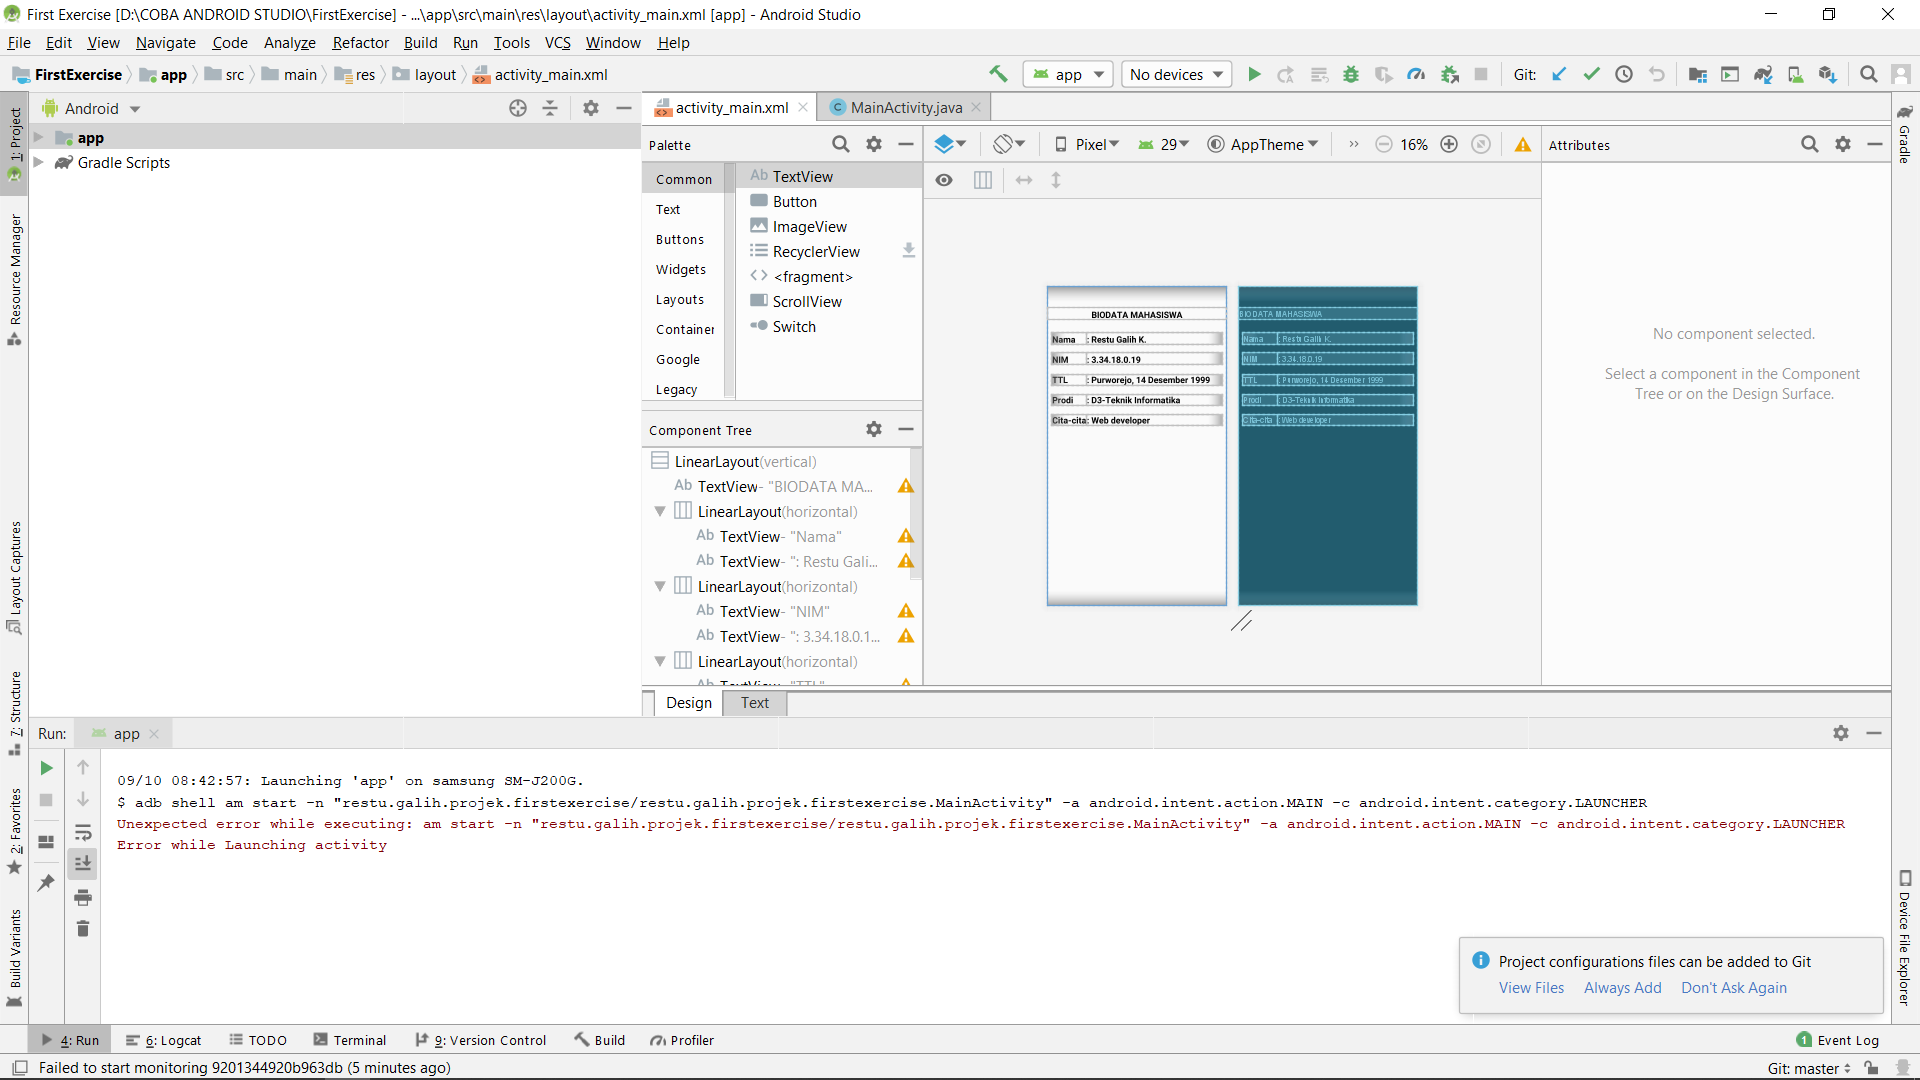 First Exercise [D:\COBA ANDROID STUDIO\FirstExercise] - ...\app\src\main\res\layout\activity_main.xml [app] - Android Studio
File Edit View Navigate Code Analyze Refactor Build Run Tools VCS Window Help
FirstExercise app src main res layout activity_main.xml
app No devices Git:
Android
activity_main.xml MainActivity.java
app
Gradle Scripts
1: Project
Resource Manager
Layout Captures
7: Structure
2: Favorites
Build Variants
Palette
Common
Text
Buttons
Widgets
Layouts
Container
Google
Legacy
Ab TextView
Button
ImageView
RecyclerView
<fragment>
ScrollView
Switch
Component Tree
LinearLayout(vertical)
Ab TextView- "BIODATA MA...
LinearLayout(horizontal)
Ab TextView- "Nama"
Ab TextView- ": Restu Gali...
LinearLayout(horizontal)
Ab TextView- "NIM"
Ab TextView- ": 3.34.18.0.1...
LinearLayout(horizontal)
Ab TextView- "TTL"
Pixel 29 AppTheme 16%
BIODATA MAHASISWA
Nama : Restu Galih K.
NIM : 3.34.18.0.19
TTL : Purworejo, 14 Desember 1999
Prodi : D3-Teknik Informatika
Cita-cita: Web developer
BIODATA MAHASISWA
Nama : Restu Galih K.
NIM : 3.34.18.0.19
TTL : Purworejo, 14 Desember 1999
Prodi : D3-Teknik Informatika
Cita-cita : Web developer
Attributes
No component selected.
Select a component in the Component
Tree or on the Design Surface.
Gradle
Device File Explorer
Design Text
Run: app
09/10 08:42:57: Launching 'app' on samsung SM-J200G.
$ adb shell am start -n "restu.galih.projek.firstexercise/restu.galih.projek.firstexercise.MainActivity" -a android.intent.action.MAIN -c android.intent.category.LAUNCHER
Unexpected error while executing: am start -n "restu.galih.projek.firstexercise/restu.galih.projek.firstexercise.MainActivity" -a android.intent.action.MAIN -c android.intent.category.LAUNCHER
Error while Launching activity
Project configurations files can be added to Git
View Files Always Add Don't Ask Again
4: Run 6: Logcat TODO Terminal 9: Version Control Build Profiler 1 Event Log
Failed to start monitoring 9201344920b963db (5 minutes ago) Git: master